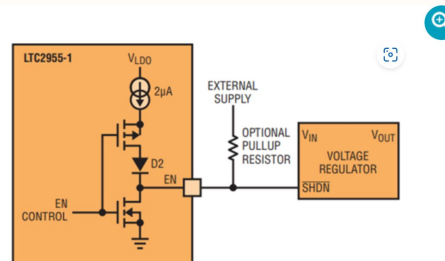 LTC2955-1
VLDO
2µA
EXTERNAL
SUPPLY
OPTIONAL
PULLUP
RESISTOR
D2
EN
EN
CONTROL
VIN
VOUT
VOLTAGE
REGULATOR
SHDN